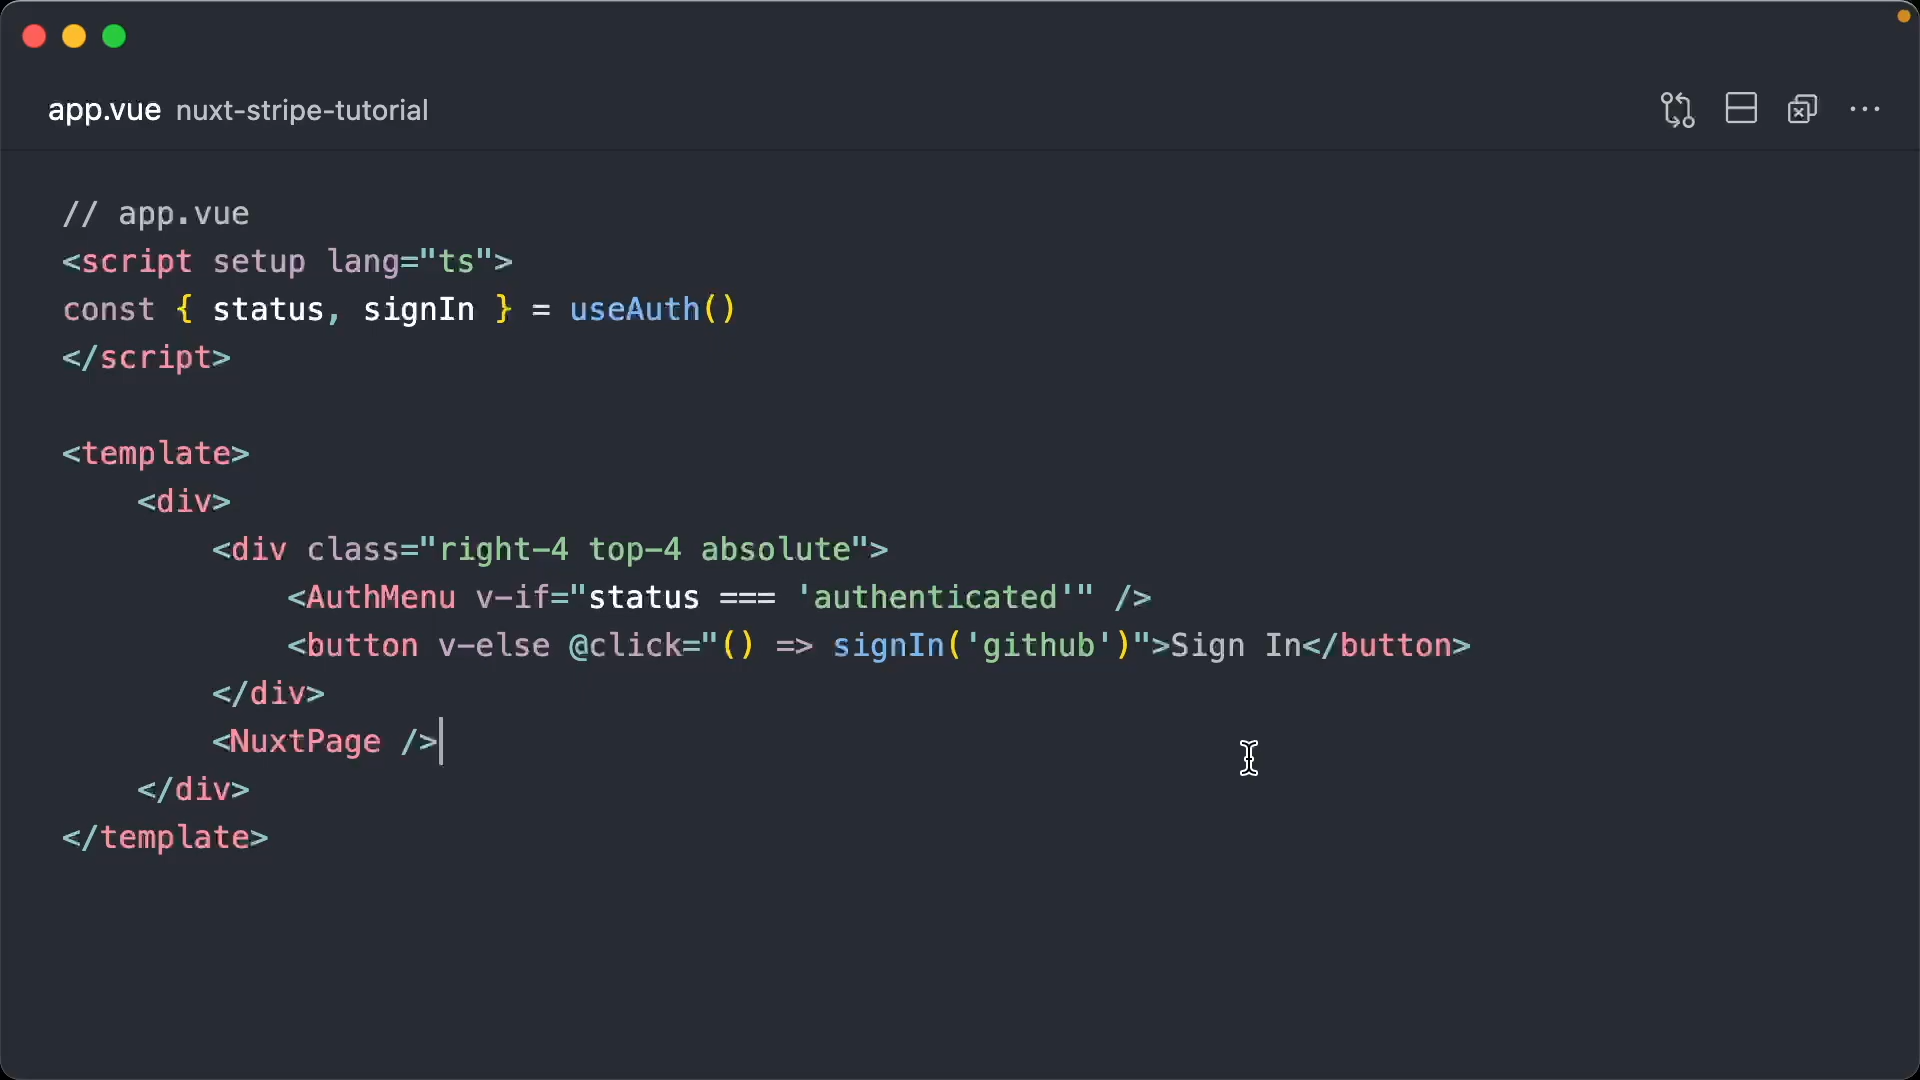 app.vue nuxt-stripe-tutorial
// app.vue
<script setup lang="ts">
const { status, signIn } = useAuth()
</script>
<template>
    <div>
        <div class="right-4 top-4 absolute">
            <AuthMenu v-if="status === 'authenticated'" />
            <button v-else @click="() => signIn('github')">Sign In</button>
        </div>
        <NuxtPage />
    </div>
</template>